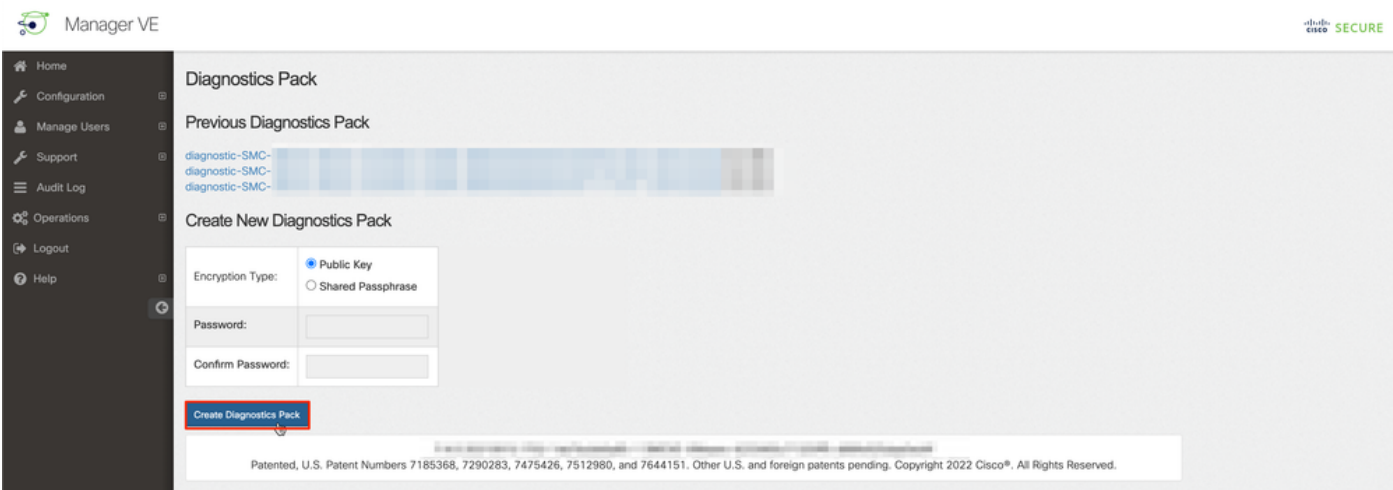 Manager VE
cisco SECURE
Home
Configuration
Manage Users
Support
Audit Log
Operations
Logout
Help
Diagnostics Pack
Previous Diagnostics Pack
diagnostic-SMC-
diagnostic-SMC-
diagnostic-SMC-
Create New Diagnostics Pack
Encryption Type:
Public Key
Shared Passphrase
Password:
Confirm Password:
Create Diagnostics Pack
Patented, U.S. Patent Numbers 7185368, 7290283, 7475426, 7512980, and 7644151. Other U.S. and foreign patents pending. Copyright 2022 Cisco®. All Rights Reserved.